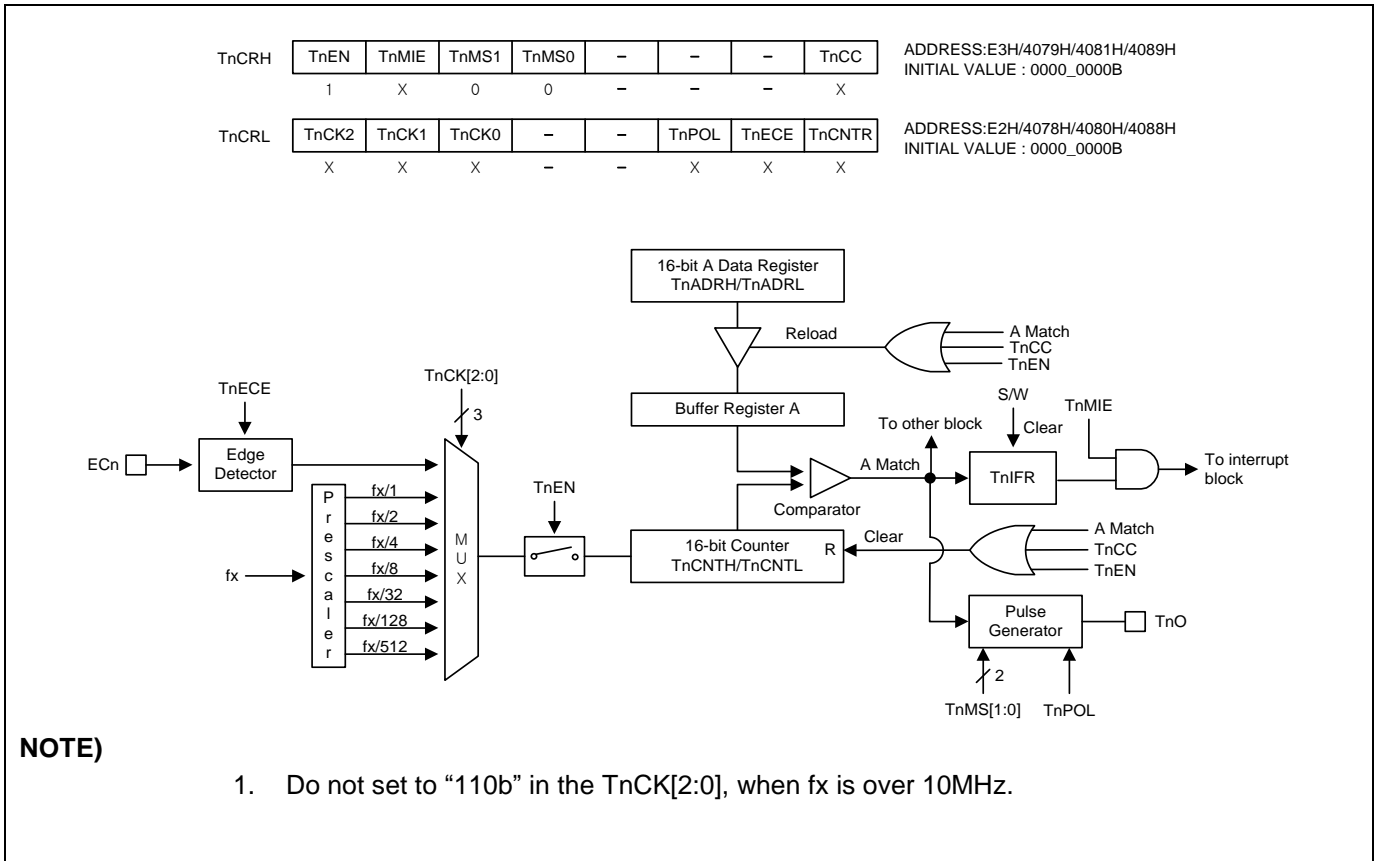 TnCRH TnEN TnMIE TnMS1 TnMS0 – – – TnCC ADDRESS:E3H/4079H/4081H/4089H
INITIAL VALUE : 0000_0000B
1 X 0 0 – – – X
TnCRL TnCK2 TnCK1 TnCK0 – – TnPOL TnECE TnCNTR ADDRESS:E2H/4078H/4080H/4088H
INITIAL VALUE : 0000_0000B
X X X – – X X X
16-bit A Data Register
TnADRH/TnADRL
Reload
A Match
TnCC
TnEN
Buffer Register A
TnECE
TnCK[2:0]
3
ECn
Edge
Detector
fx
Prescaler
fx/1
fx/2
fx/4
fx/8
fx/32
fx/128
fx/512
MUX
TnEN
16-bit Counter
TnCNTH/TnCNTL
R
Clear
Comparator
A Match
To other block
S/W
Clear
TnIFR
TnMIE
To interrupt
block
A Match
TnCC
TnEN
Pulse
Generator
TnO
2
TnMS[1:0] TnPOL
NOTE)
1. Do not set to “110b” in the TnCK[2:0], when fx is over 10MHz.